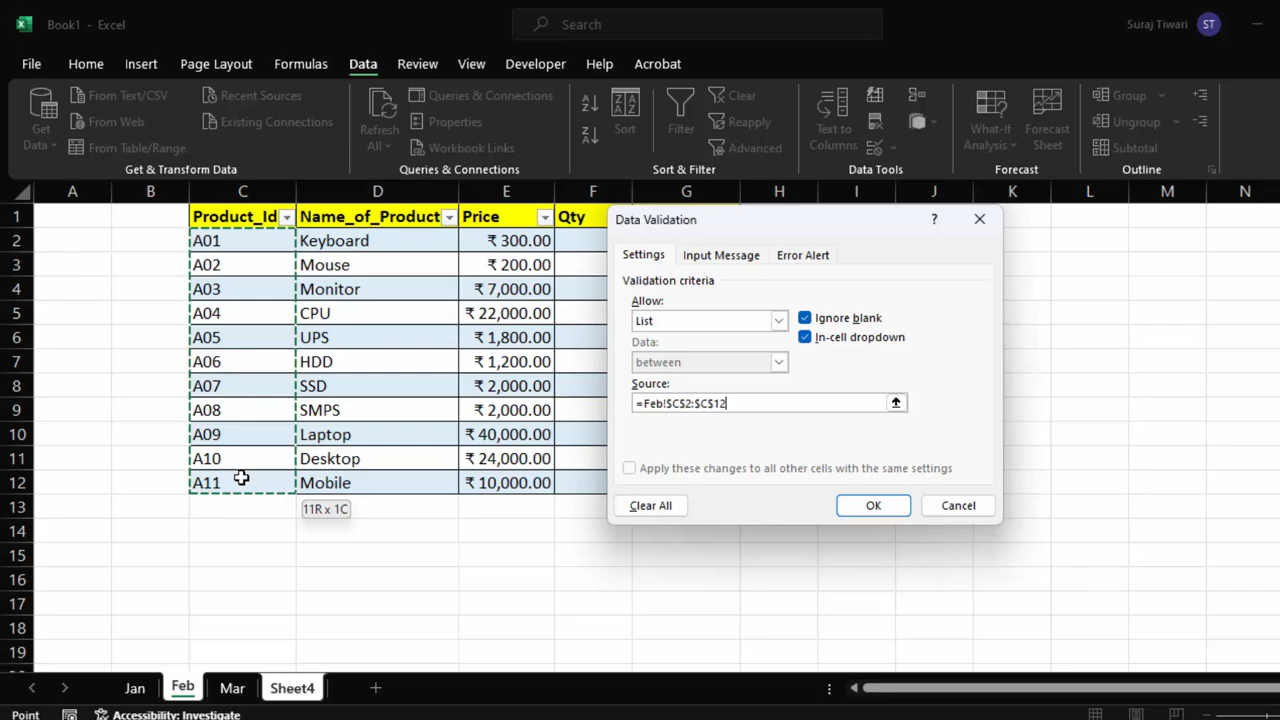 Book1 - Excel
Search
Suraj Tiwari ST
File Home Insert Page Layout Formulas Data Review View Developer Help Acrobat
Get Data
From Text/CSV
From Web
From Table/Range
Recent Sources
Existing Connections
Get & Transform Data
Refresh All
Queries & Connections
Properties
Workbook Links
Queries & Connections
Sort
Filter
Clear
Reapply
Advanced
Sort & Filter
Text to Columns
Data Tools
What-If Analysis
Forecast Sheet
Forecast
Group
Ungroup
Subtotal
Outline
A B C D E F G H I J K L M N
1 Product_Id Name_of_Product Price Qty
2 A01 Keyboard ₹ 300.00
3 A02 Mouse ₹ 200.00
4 A03 Monitor ₹ 7,000.00
5 A04 CPU ₹ 22,000.00
6 A05 UPS ₹ 1,800.00
7 A06 HDD ₹ 1,200.00
8 A07 SSD ₹ 2,000.00
9 A08 SMPS ₹ 2,000.00
10 A09 Laptop ₹ 40,000.00
11 A10 Desktop ₹ 24,000.00
12 A11 Mobile ₹ 10,000.00
13
11R x 1C
14
15
16
17
18
19
Data Validation ?
Settings Input Message Error Alert
Validation criteria
Allow:
List
Ignore blank
In-cell dropdown
Data:
between
Source:
=Feb!$C$2:$C$12
Apply these changes to all other cells with the same settings
Clear All OK Cancel
Jan Feb Mar Sheet4
Point Accessibility: Investigate